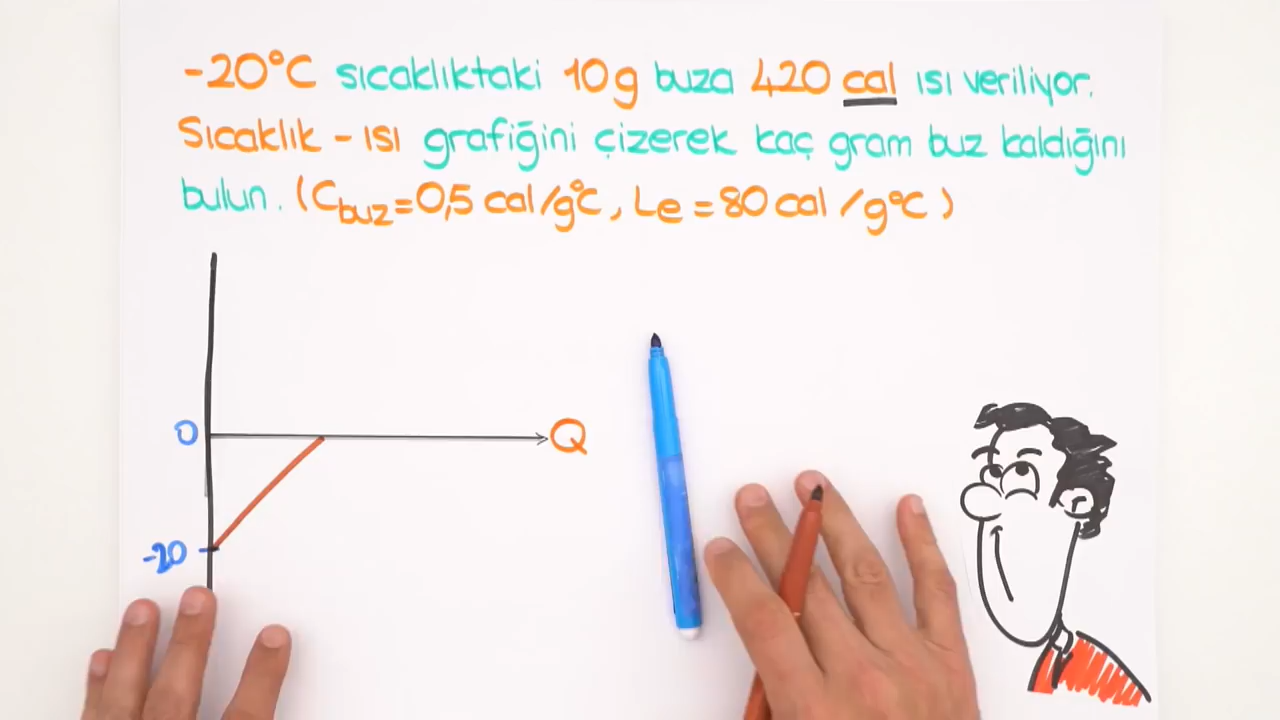 -20°C sıcaklıktaki 10g buza 420 cal ısı veriliyor.
Sıcaklık - ısı grafiğini çizerek kaç gram buz kaldığını
bulun. (Cbuz=0,5 cal/g°C, Le = 80 cal /g°C)
0
Q
-20